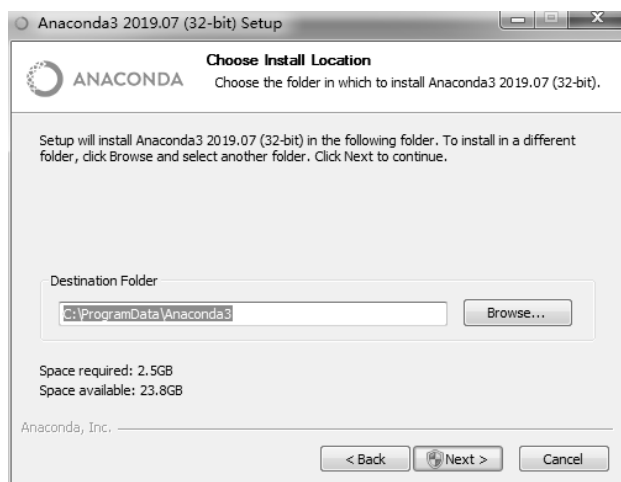 Anaconda3 2019.07 (32-bit) Setup
ANACONDA
Choose Install Location
Choose the folder in which to install Anaconda3 2019.07 (32-bit).
Setup will install Anaconda3 2019.07 (32-bit) in the following folder. To install in a different
folder, click Browse and select another folder. Click Next to continue.
Destination Folder
C:\ProgramData\Anaconda3
Browse...
Space required: 2.5GB
Space available: 23.8GB
Anaconda, Inc.
< Back
Next >
Cancel